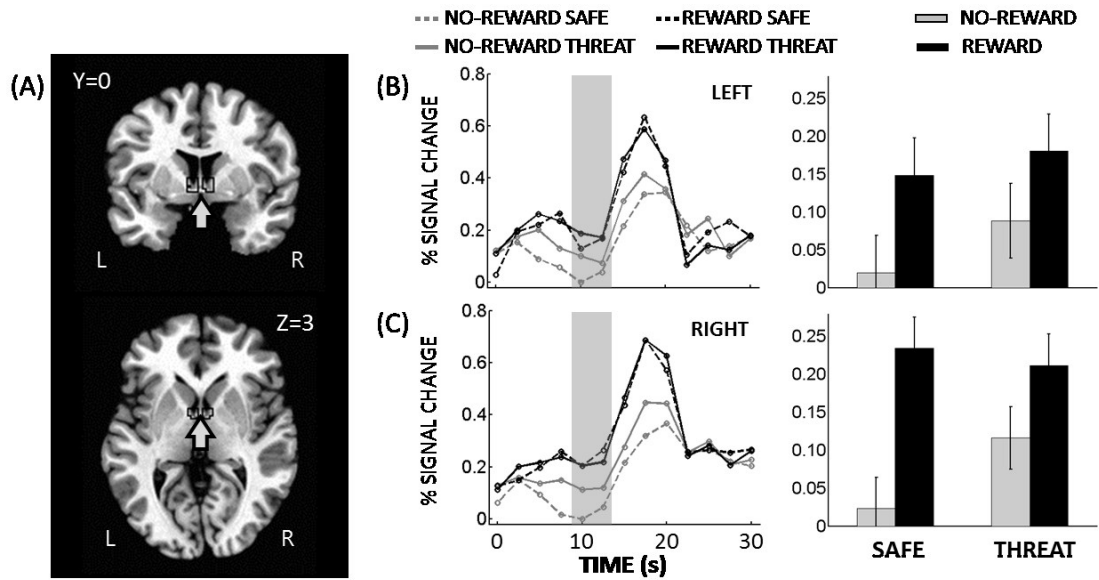 NO-REWARD SAFE
REWARD SAFE
NO-REWARD
NO-REWARD THREAT
REWARD THREAT
REWARD
(A)
Y=0
L
R
Z=3
L
R
(B)
% SIGNAL CHANGE
0.8
0.6
0.4
0.2
0
LEFT
0.25
0.20
0.15
0.10
0.05
0
(C)
% SIGNAL CHANGE
0.6
0.4
0.2
0
RIGHT
0
10
20
30
TIME (s)
0.25
0.20
0.15
0.10
0.05
0
SAFE
THREAT